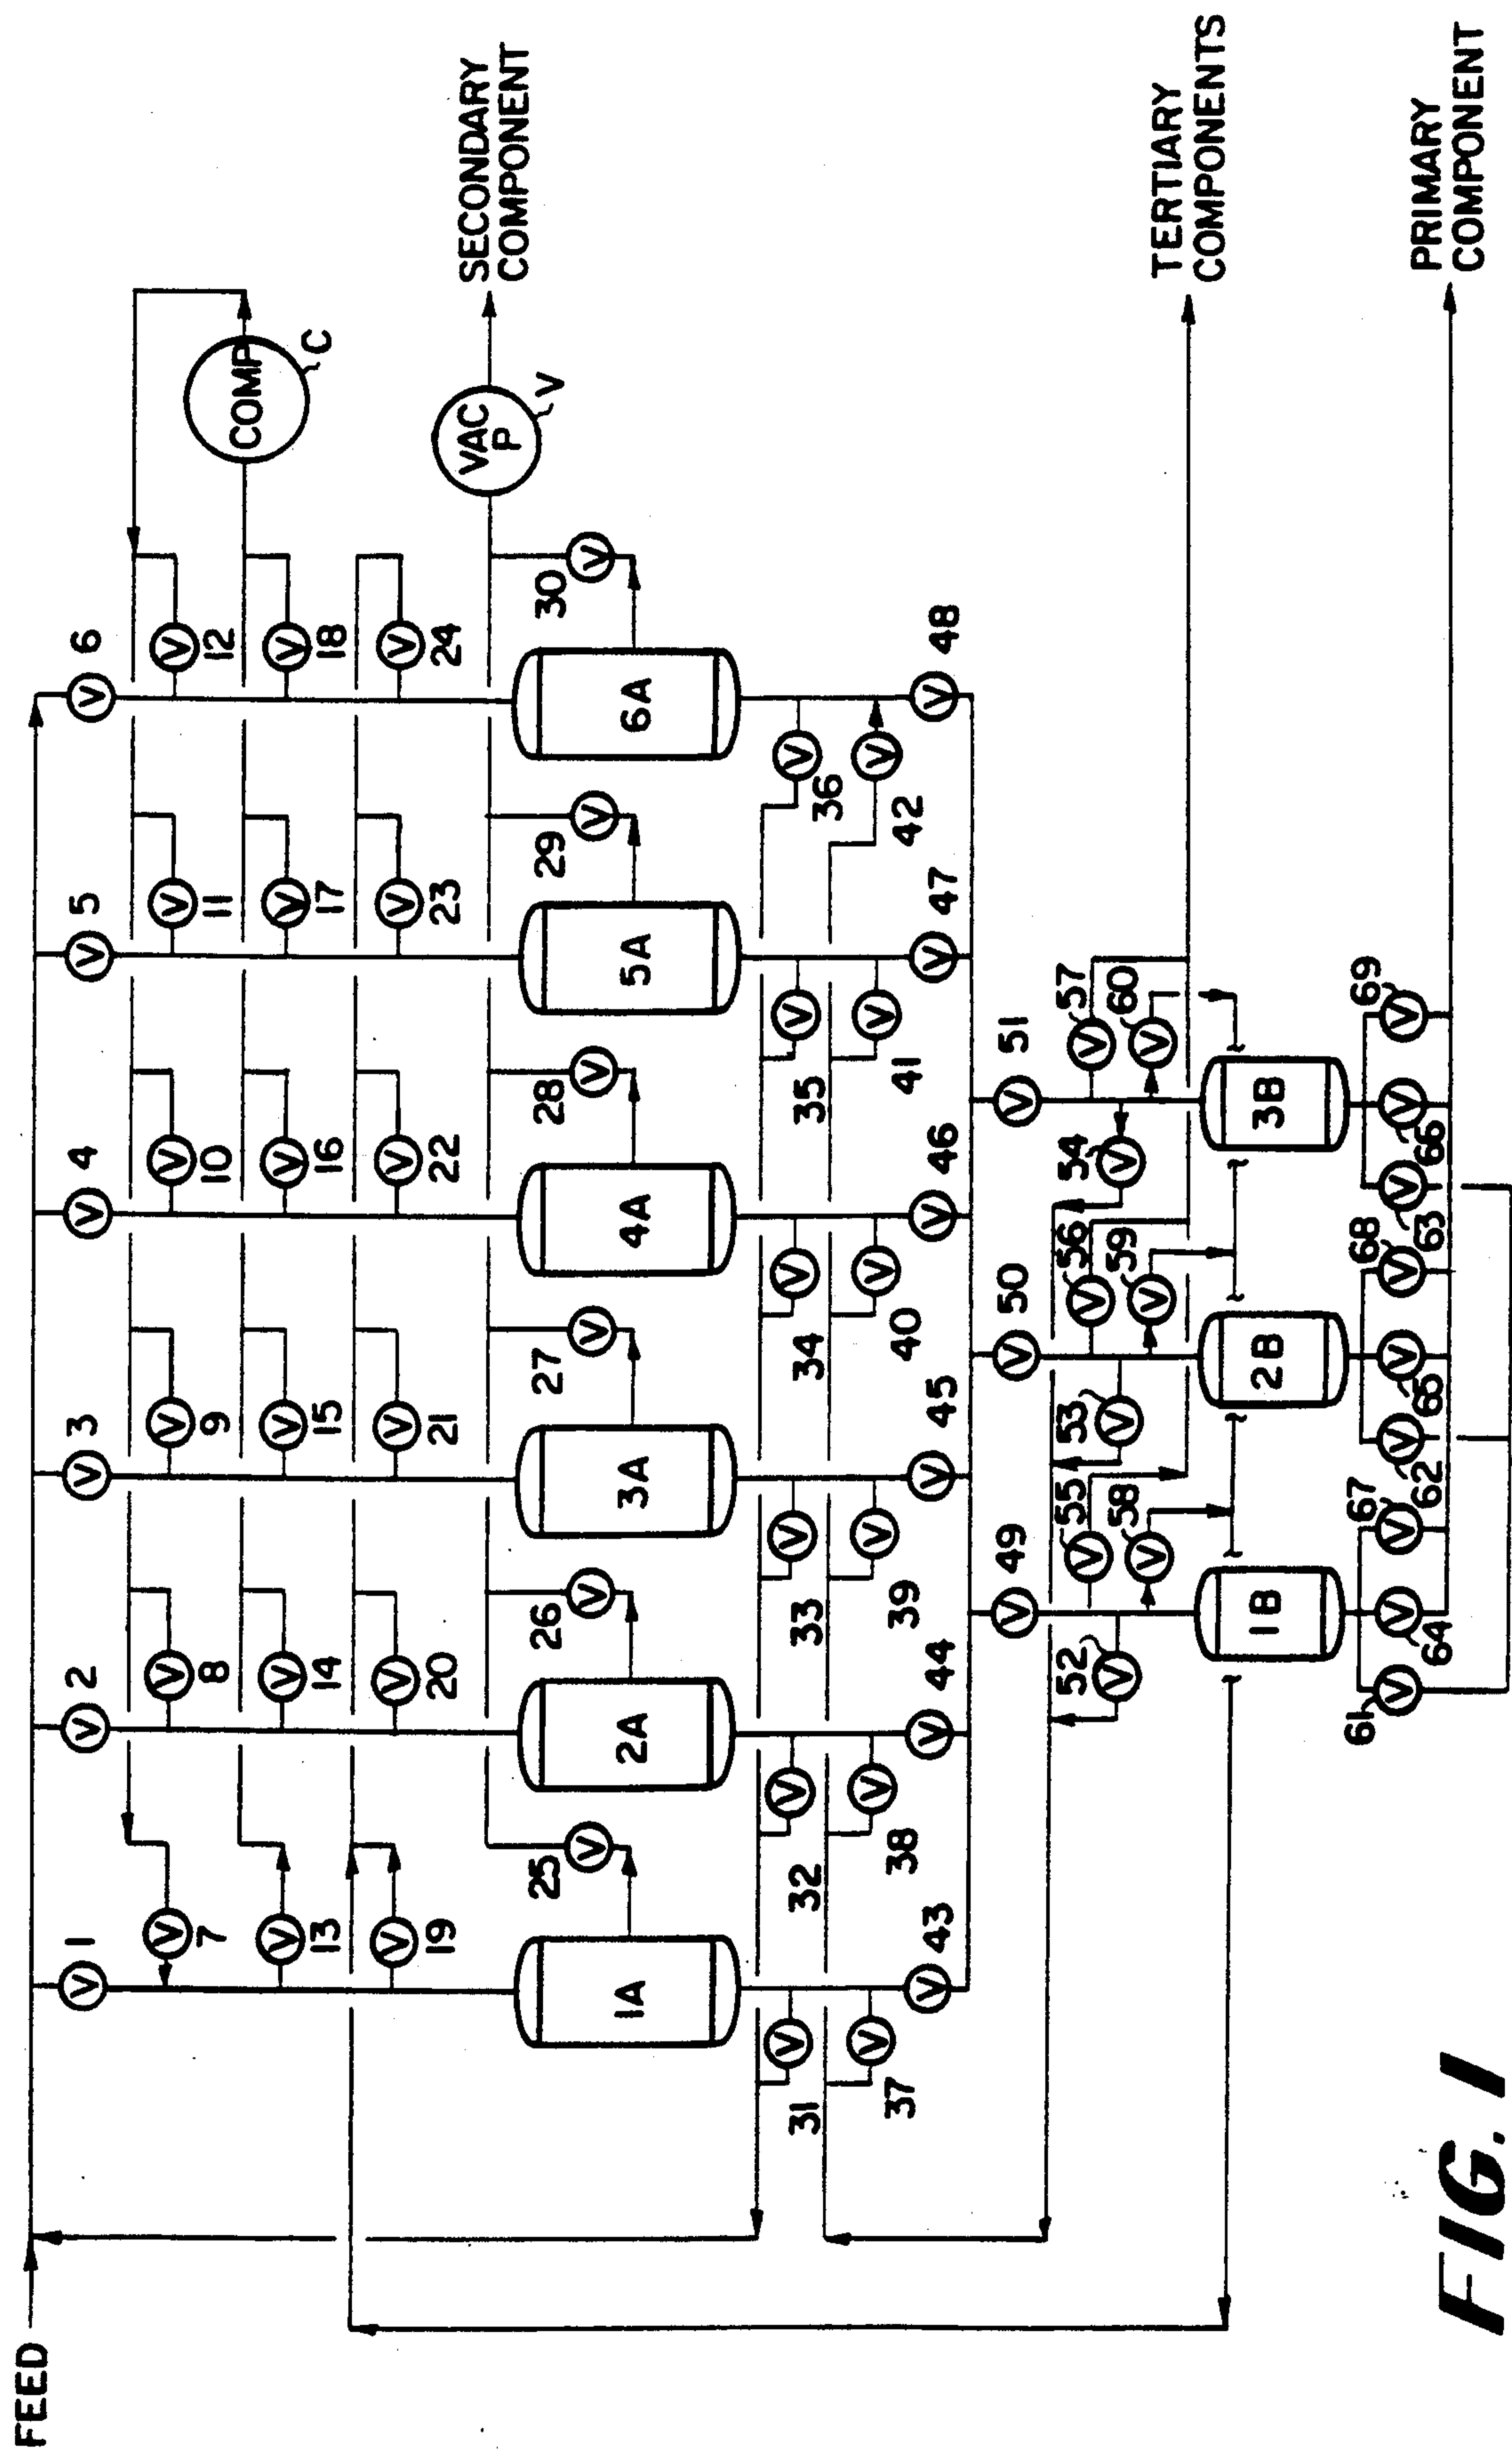 FEED
1
2
3
4
5
6
V
V
V
V
V
V
V
V
V
V
V
V
7
8
9
10
11
12
COMP
C
V
V
V
V
V
V
13
14
15
16
17
18
V
V
V
V
V
V
19
20
21
22
23
24
SECONDARY
COMPONENT
VAC
P
V
25
26
27
28
29
30
V
V
V
V
V
V
1A
2A
3A
4A
5A
6A
V
V
V
V
V
V
31
32
33
34
35
36
V
V
V
V
V
V
37
38
39
40
41
42
43
44
45
46
47
48
V
V
V
V
V
V
49
50
51
V
V
V
52
53
54
V
V
V
55
56
57
V
V
V
58
59
60
V
V
V
TERTIARY
COMPONENTS
1B
2B
3B
61
67
62
68
63
69
V
V
V
V
V
V
V
V
V
64
65
66
PRIMARY
COMPONENT
FIG. 1